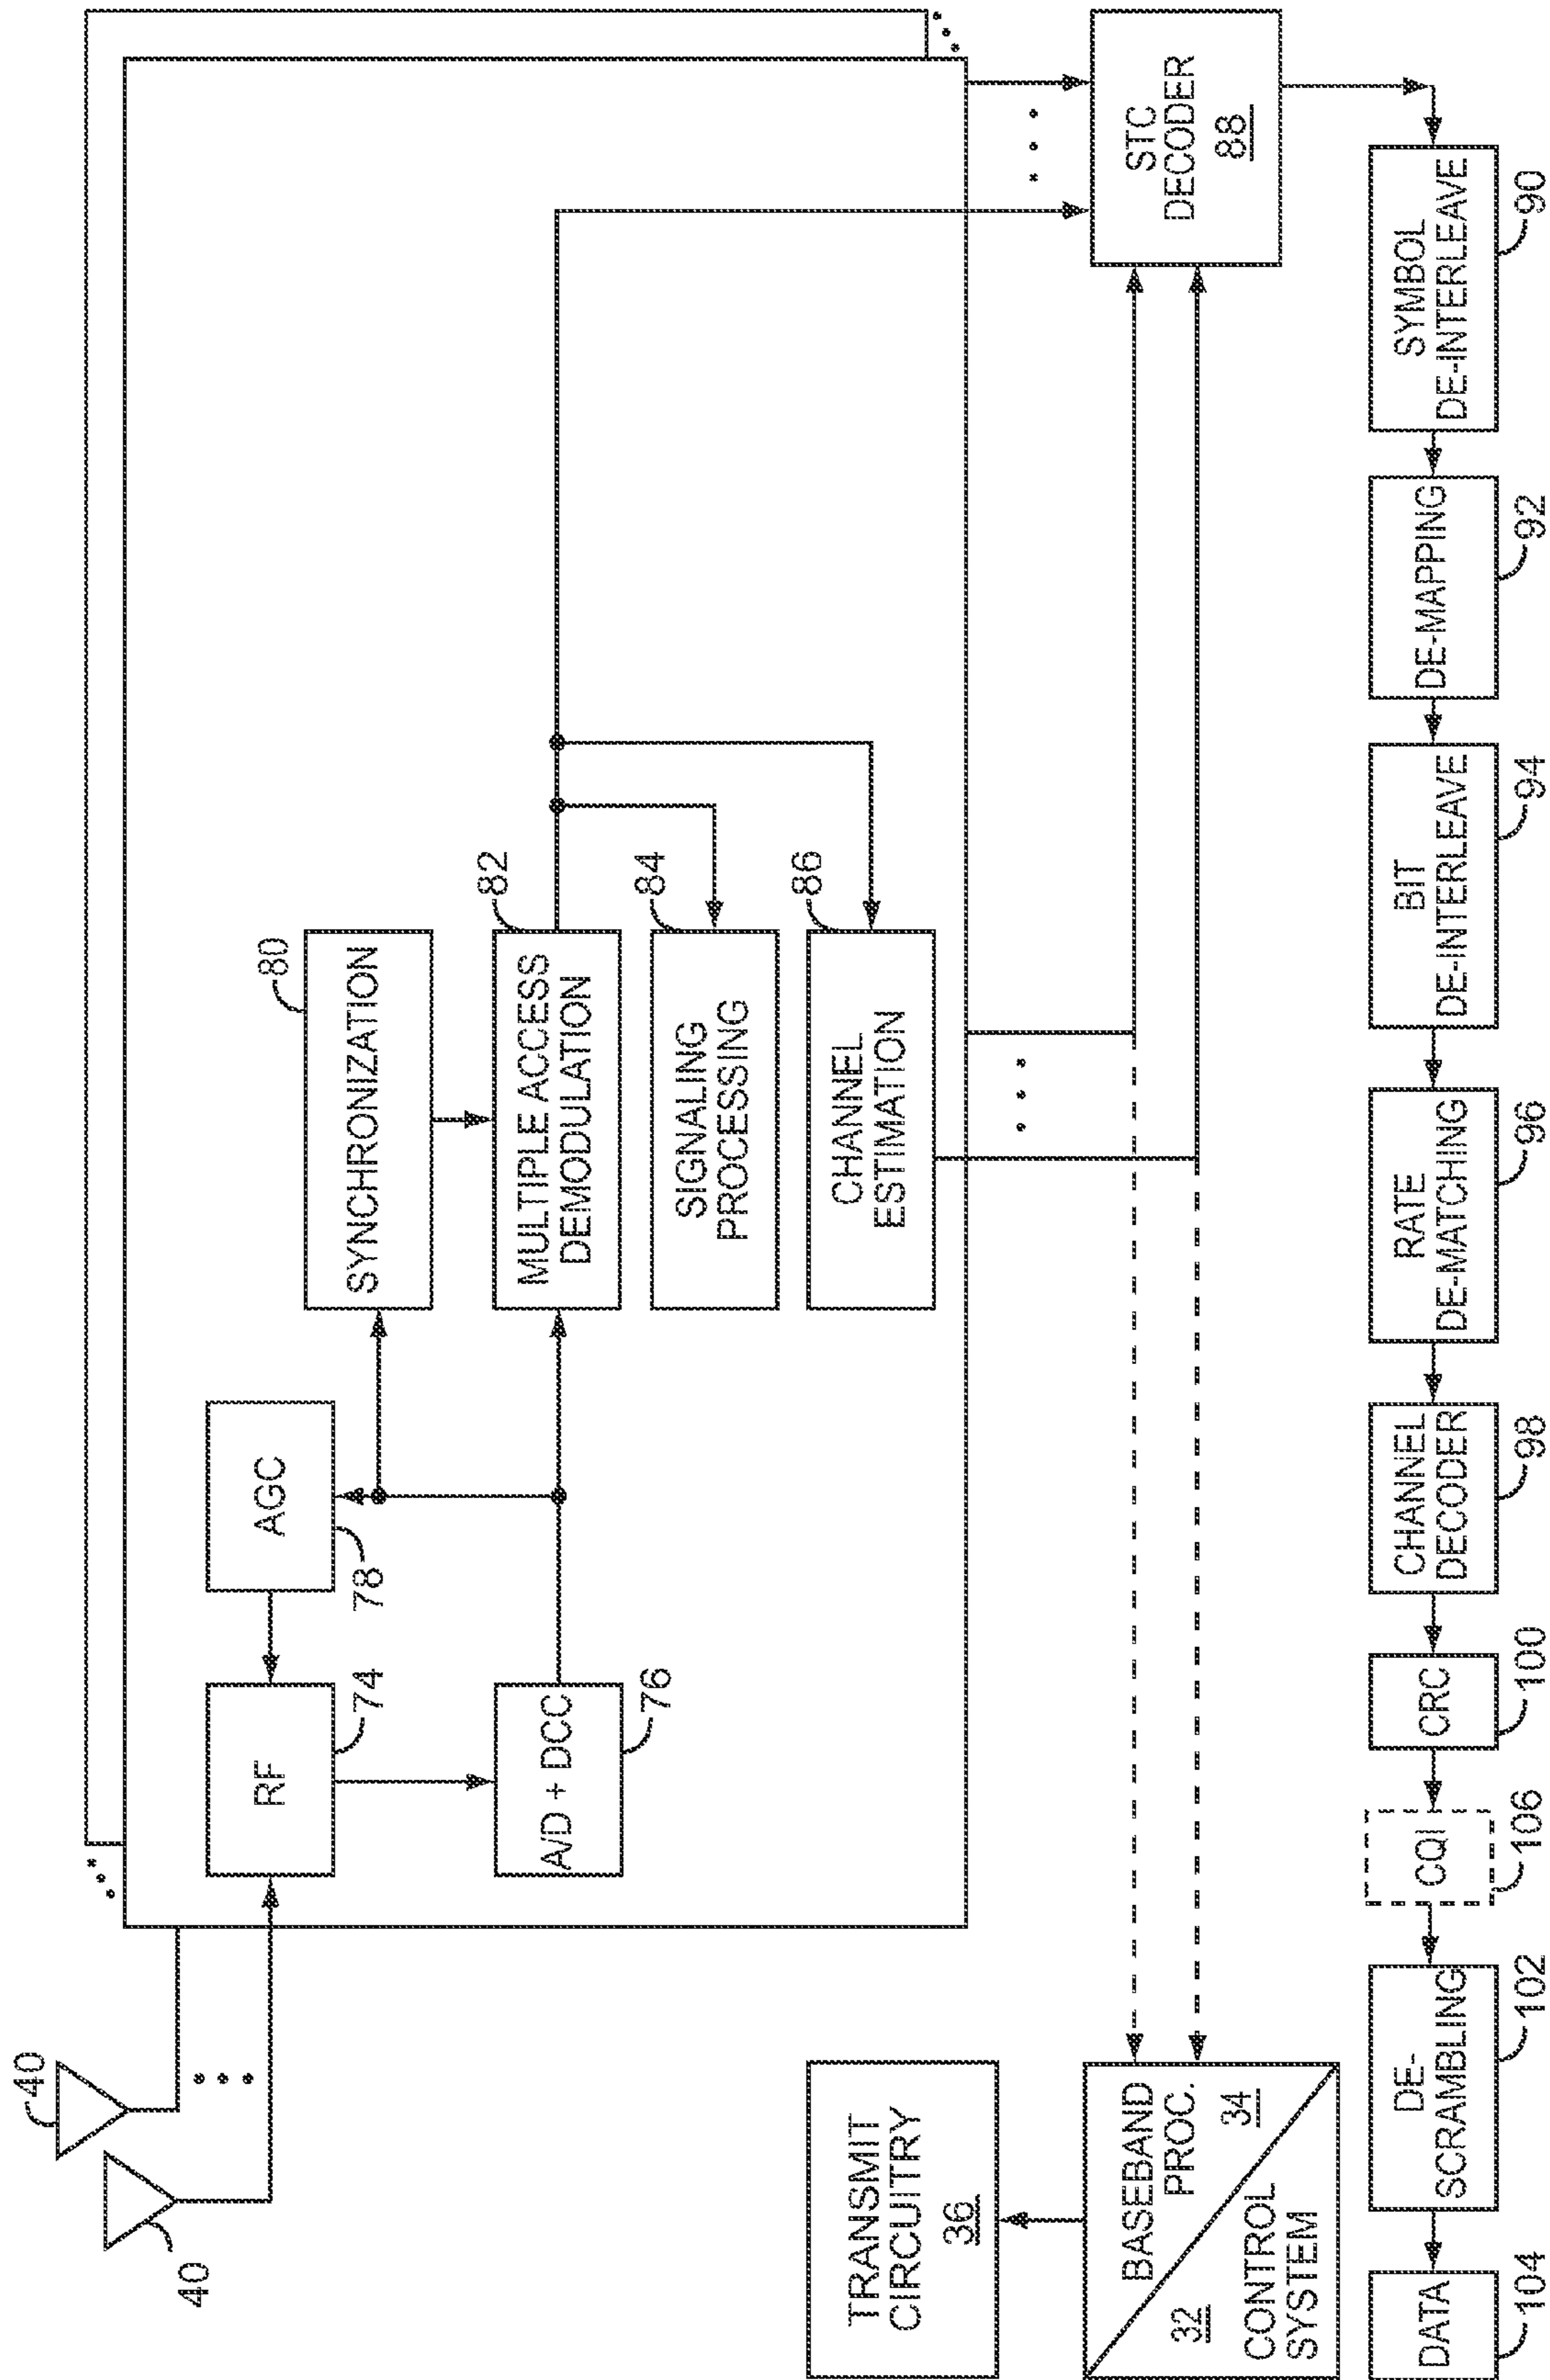 40
40
RF
74
AGC
78
A/D + DCC
76
SYNCHRONIZATION
80
MULTIPLE ACCESS
DEMODULATION
82
SIGNALING
PROCESSING
84
CHANNEL
ESTIMATION
86
TRANSMIT
CIRCUITRY
36
BASEBAND
PROC.
34
32
CONTROL
SYSTEM
STC
DECODER
88
DATA
104
DE-
SCRAMBLING
102
CQI
106
CRC
100
CHANNEL
DECODER
98
RATE
DE-MATCHING
96
BIT
DE-INTERLEAVE
94
DE-MAPPING
92
SYMBOL
DE-INTERLEAVE
90